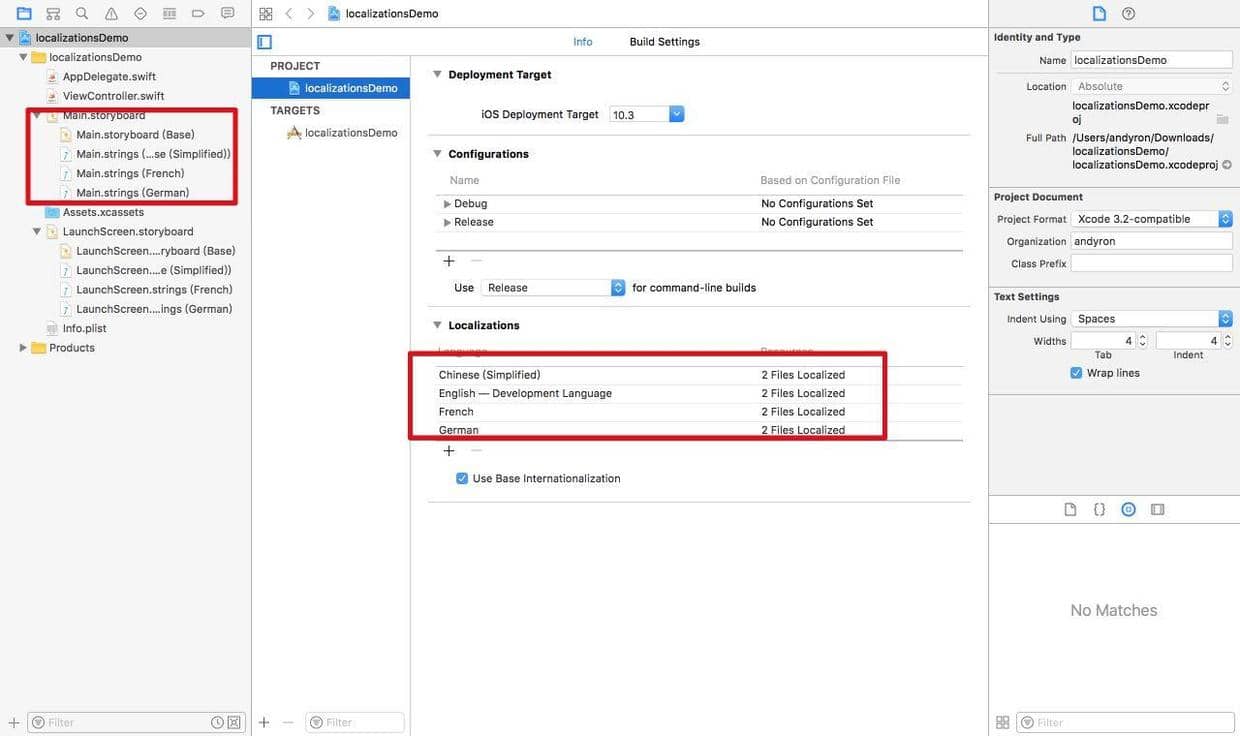 localizationsDemo
localizationsDemo
AppDelegate.swift
ViewController.swift
Main.storyboard
Main.storyboard (Base)
Main.strings (...se (Simplified))
Main.strings (French)
Main.strings (German)
Assets.xcassets
LaunchScreen.storyboard
LaunchScreen....ryboard (Base)
LaunchScreen....e (Simplified))
LaunchScreen.strings (French)
LaunchScreen....ings (German)
Info.plist
Products
Filter
localizationsDemo
Info
Build Settings
PROJECT
localizationsDemo
TARGETS
localizationsDemo
Filter
Deployment Target
iOS Deployment Target 10.3
Configurations
Name Based on Configuration File
Debug No Configurations Set
Release No Configurations Set
Use Release for command-line builds
Localizations
Language Resources
Chinese (Simplified) 2 Files Localized
English — Development Language 2 Files Localized
French 2 Files Localized
German 2 Files Localized
Use Base Internationalization
Identity and Type
Name localizationsDemo
Location Absolute
localizationsDemo.xcodepr
oj
Full Path /Users/andyron/Downloads/
localizationsDemo/
localizationsDemo.xcodeproj
Project Document
Project Format Xcode 3.2-compatible
Organization andyron
Class Prefix
Text Settings
Indent Using Spaces
Widths 4 4
Tab Indent
Wrap lines
No Matches
Filter